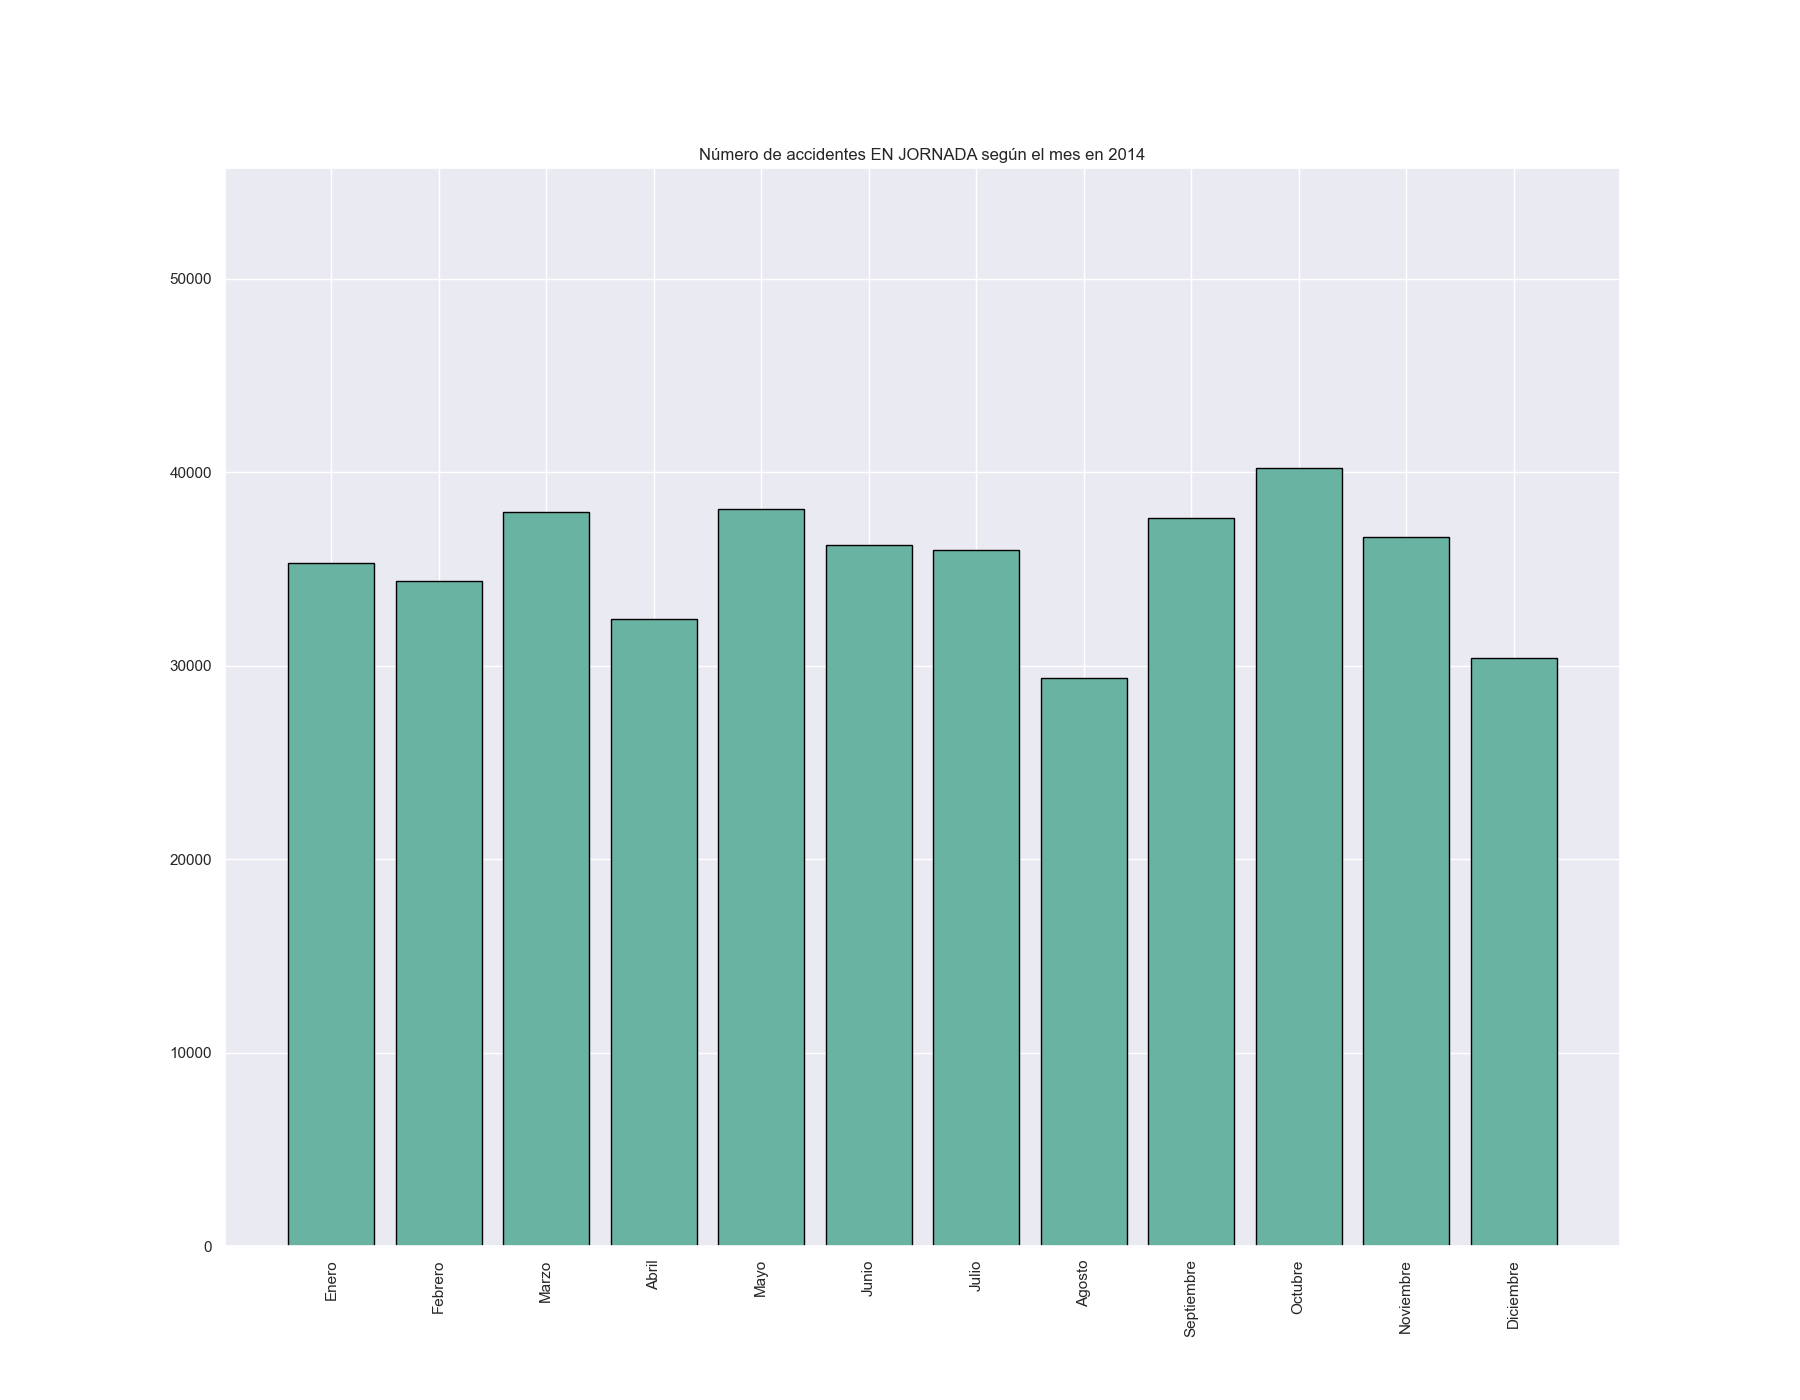 Número de accidentes EN JORNADA según el mes en 2014
50000
40000
30000
20000
10000
0
Enero
Febrero
Marzo
Abril
Mayo
Junio
Julio
Agosto
Septiembre
Octubre
Noviembre
Diciembre